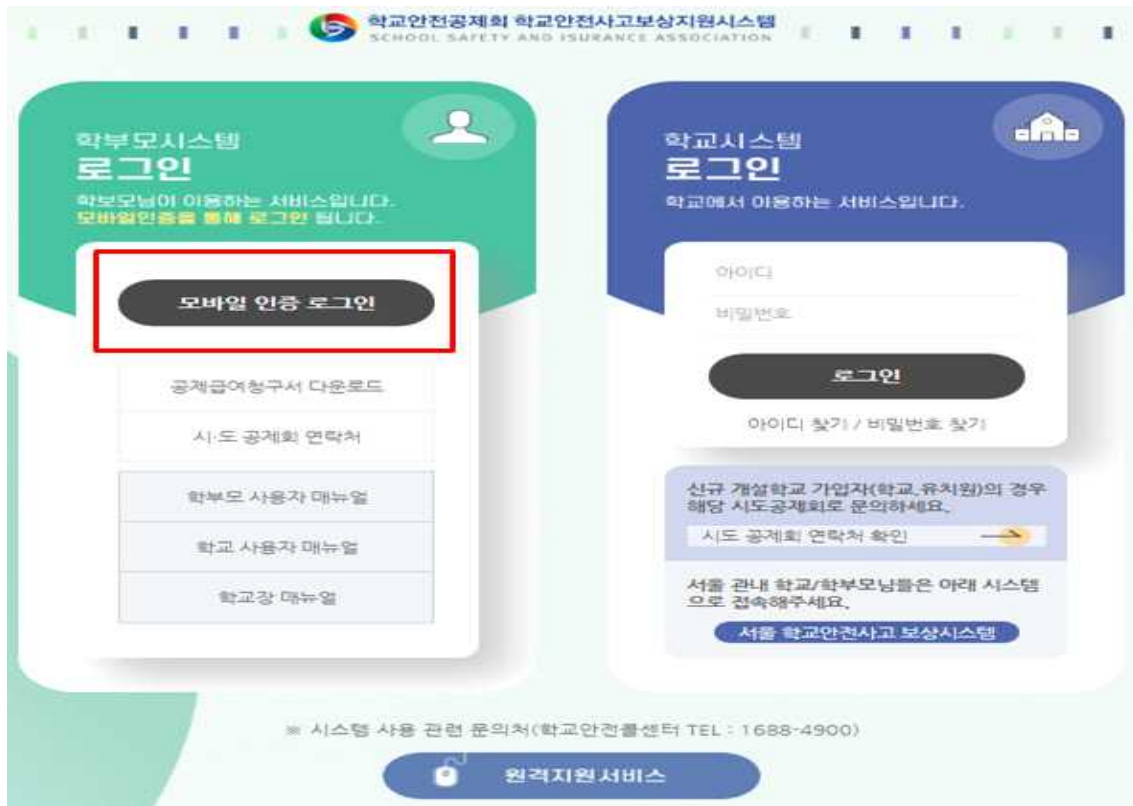 학교안전공제회 학교안전사고보상지원시스템
SCHOOL SAFETY AND ISURANCE ASSOCIATION
학부모시스템
로그인
학보모님이 이용하는 서비스입니다.
모바일인증을 통해 로그인 됩니다.
모바일 인증 로그인
공제급여청구서 다운로드
시·도 공제회 연락처
학부모 사용자 매뉴얼
학교 사용자 매뉴얼
학교장 매뉴얼
학교시스템
로그인
학교에서 이용하는 서비스입니다.
아이디
비밀번호
로그인
아이디 찾기 / 비밀번호 찾기
신규 개설학교 가입자(학교,유치원)의 경우
해당 시도공제회로 문의하세요.
시도 공제회 연락처 확인
서울 관내 학교/학부모님들은 아래 시스템
으로 접속해주세요.
서울 학교안전사고 보상시스템
※ 시스템 사용 관련 문의처(학교안전콜센터 TEL : 1688-4900)
원격지원서비스